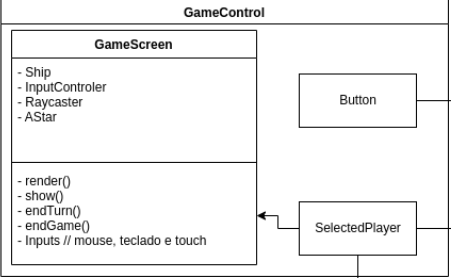 GameControl
GameScreen
- Ship
- InputControler
- Raycaster
- AStar
- render()
- show()
- endTurn()
- endGame()
- Inputs // mouse, teclado e touch
Button
SelectedPlayer